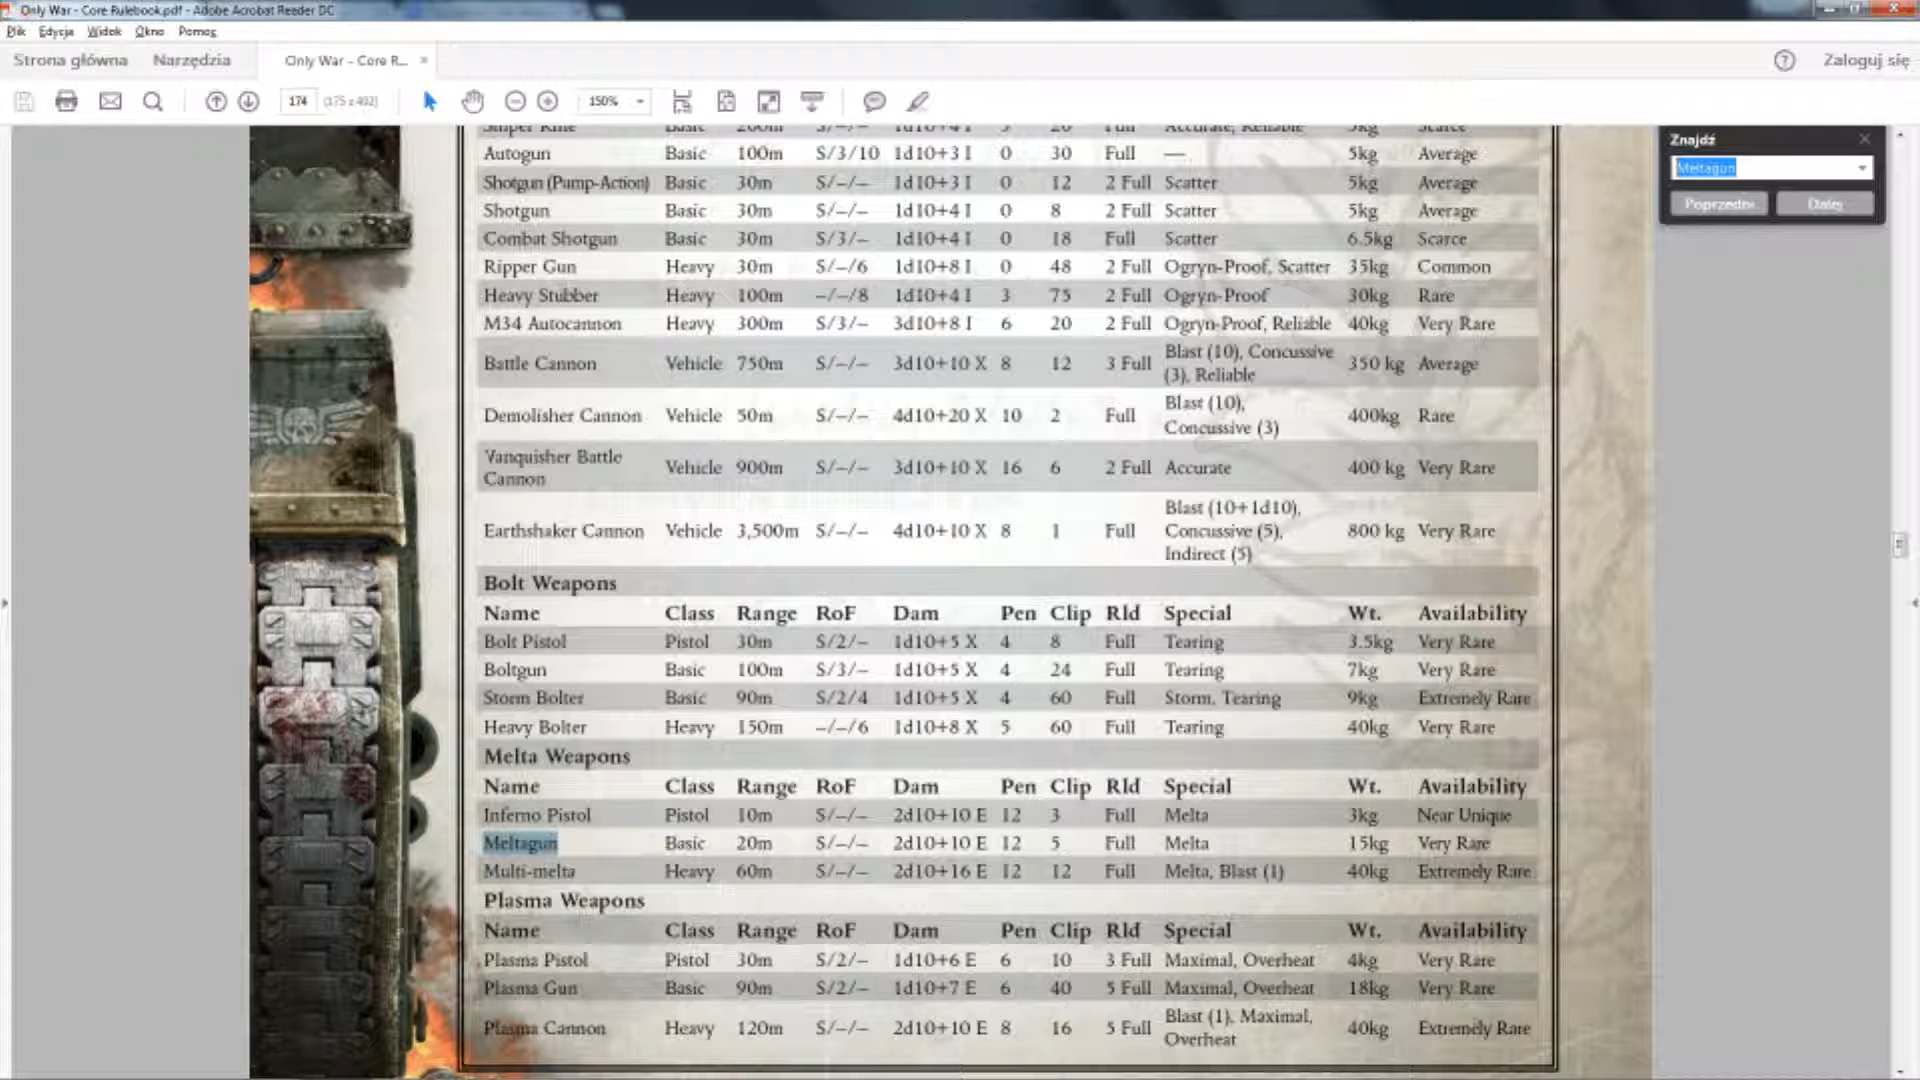 Only War - Core Rulebook.pdf - Adobe Acrobat Reader DC
Plik Edycja Widok Okno Pomoc
Strona główna Narzędzia Only War - Core R... × ? Zaloguj się
174 (175 z 402) 150%
Znajdź
Meltagun
Poprzedni Dalej
Sniper Rifle Basic 200m S/–/– 1d10+4 I 3 20 Full Accurate, Reliable 5kg Scarce
Autogun Basic 100m S/3/10 1d10+3 I 0 30 Full — 5kg Average
Shotgun (Pump-Action) Basic 30m S/–/– 1d10+3 I 0 12 2 Full Scatter 5kg Average
Shotgun Basic 30m S/–/– 1d10+4 I 0 8 2 Full Scatter 5kg Average
Combat Shotgun Basic 30m S/3/– 1d10+4 I 0 18 Full Scatter 6.5kg Scarce
Ripper Gun Heavy 30m S/–/6 1d10+8 I 0 48 2 Full Ogryn-Proof, Scatter 35kg Common
Heavy Stubber Heavy 100m –/–/8 1d10+4 I 3 75 2 Full Ogryn-Proof 30kg Rare
M34 Autocannon Heavy 300m S/3/– 3d10+8 I 6 20 2 Full Ogryn-Proof, Reliable 40kg Very Rare
Battle Cannon Vehicle 750m S/–/– 3d10+10 X 8 12 3 Full Blast (10), Concussive (3), Reliable 350 kg Average
Demolisher Cannon Vehicle 50m S/–/– 4d10+20 X 10 2 Full Blast (10), Concussive (3) 400kg Rare
Vanquisher Battle Cannon Vehicle 900m S/–/– 3d10+10 X 16 6 2 Full Accurate 400 kg Very Rare
Earthshaker Cannon Vehicle 3,500m S/–/– 4d10+10 X 8 1 Full Blast (10+1d10), Concussive (5), Indirect (5) 800 kg Very Rare
Bolt Weapons
Name Class Range RoF Dam Pen Clip Rld Special Wt. Availability
Bolt Pistol Pistol 30m S/2/– 1d10+5 X 4 8 Full Tearing 3.5kg Very Rare
Boltgun Basic 100m S/3/– 1d10+5 X 4 24 Full Tearing 7kg Very Rare
Storm Bolter Basic 90m S/2/4 1d10+5 X 4 60 Full Storm, Tearing 9kg Extremely Rare
Heavy Bolter Heavy 150m –/–/6 1d10+8 X 5 60 Full Tearing 40kg Very Rare
Melta Weapons
Name Class Range RoF Dam Pen Clip Rld Special Wt. Availability
Inferno Pistol Pistol 10m S/–/– 2d10+10 E 12 3 Full Melta 3kg Near Unique
Meltagun Basic 20m S/–/– 2d10+10 E 12 5 Full Melta 15kg Very Rare
Multi-melta Heavy 60m S/–/– 2d10+16 E 12 12 Full Melta, Blast (1) 40kg Extremely Rare
Plasma Weapons
Name Class Range RoF Dam Pen Clip Rld Special Wt. Availability
Plasma Pistol Pistol 30m S/2/– 1d10+6 E 6 10 3 Full Maximal, Overheat 4kg Very Rare
Plasma Gun Basic 90m S/2/– 1d10+7 E 6 40 5 Full Maximal, Overheat 18kg Very Rare
Plasma Cannon Heavy 120m S/–/– 2d10+10 E 8 16 5 Full Blast (1), Maximal, Overheat 40kg Extremely Rare